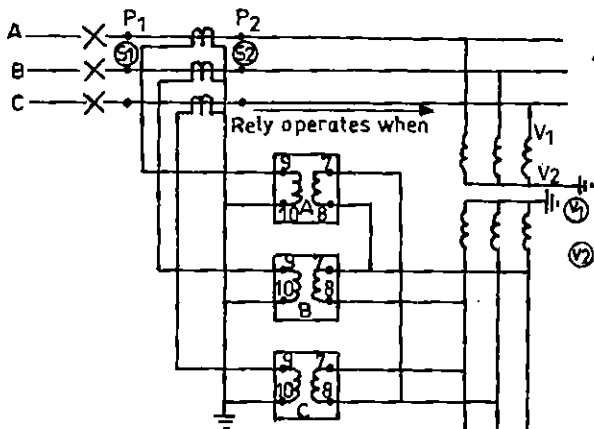 P1 P2
A
S1 S2
B
C
Rely operates when
V1
V2
V1
V2
9 7
10 A 8
9 7
10 8
B
9 7
10 8
C